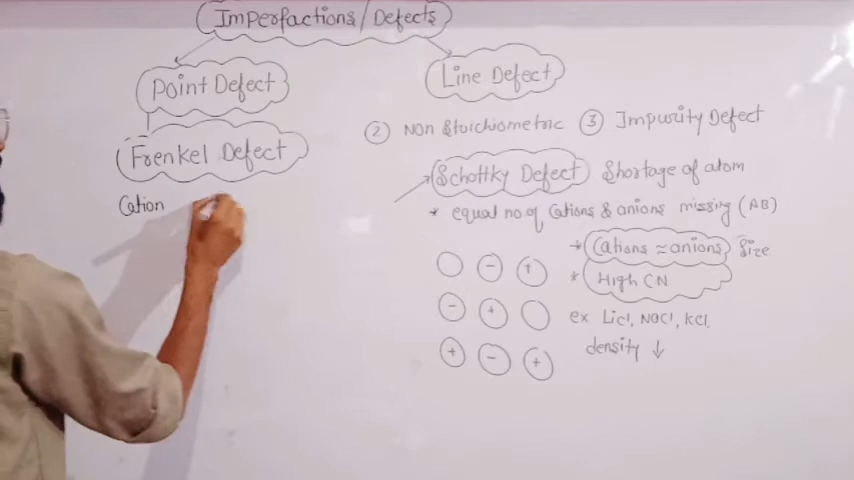 Imperfactions/Defects
Point Defect
Line Defect
② Non Stuichiometric ③ Impurity Defect
Frenkel Defect
Schottky Defect Shortage of atom
Cation
* equal no of Cations & anions missing (AB)
* Cations ≈ anions Size
* High CN
- +
- +
ex Licl, NaCl, KCl,
+ - +
density ↓